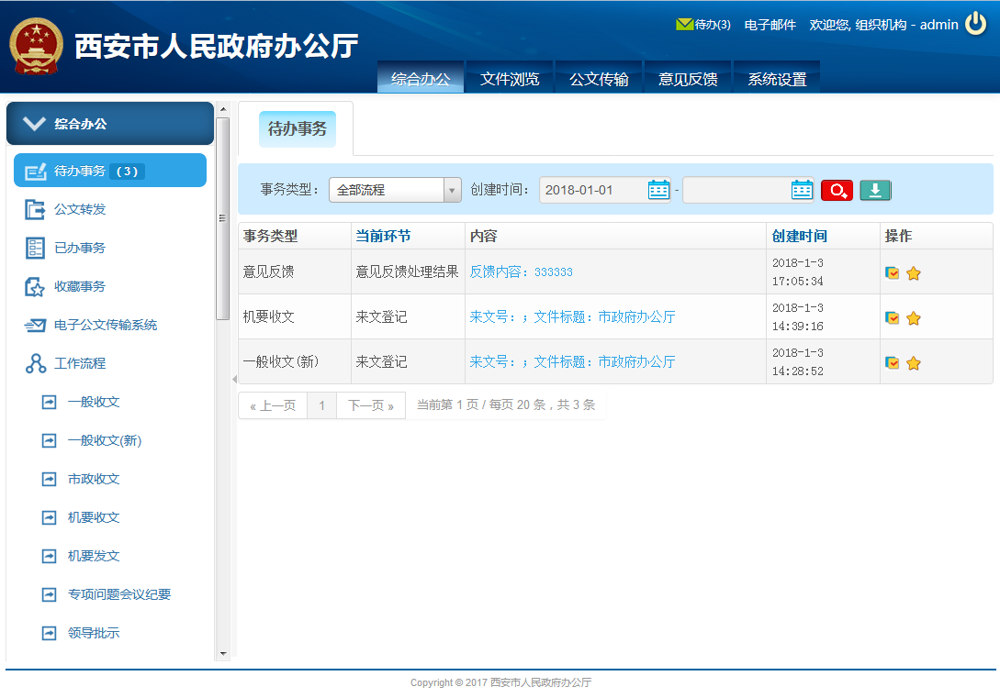 待办(3) 电子邮件 欢迎您, 组织机构 - admin
西安市人民政府办公厅
综合办公 文件浏览 公文传输 意见反馈 系统设置
综合办公
待办事务 (3)
公文转发
已办事务
收藏事务
电子公文传输系统
工作流程
一般收文
一般收文(新)
市政收文
机要收文
机要发文
专项问题会议纪要
领导批示
待办事务
事务类型： 全部流程 创建时间： 2018-01-01 -
事务类型 当前环节 内容 创建时间 操作
意见反馈 意见反馈处理结果 反馈内容：333333 2018-1-3
17:05:34
机要收文 来文登记 来文号：；文件标题：市政府办公厅 2018-1-3
14:39:16
一般收文(新) 来文登记 来文号：；文件标题：市政府办公厅 2018-1-3
14:28:52
« 上一页 1 下一页 » 当前第 1 页 / 每页 20 条，共 3 条
Copyright © 2017 西安市人民政府办公厅